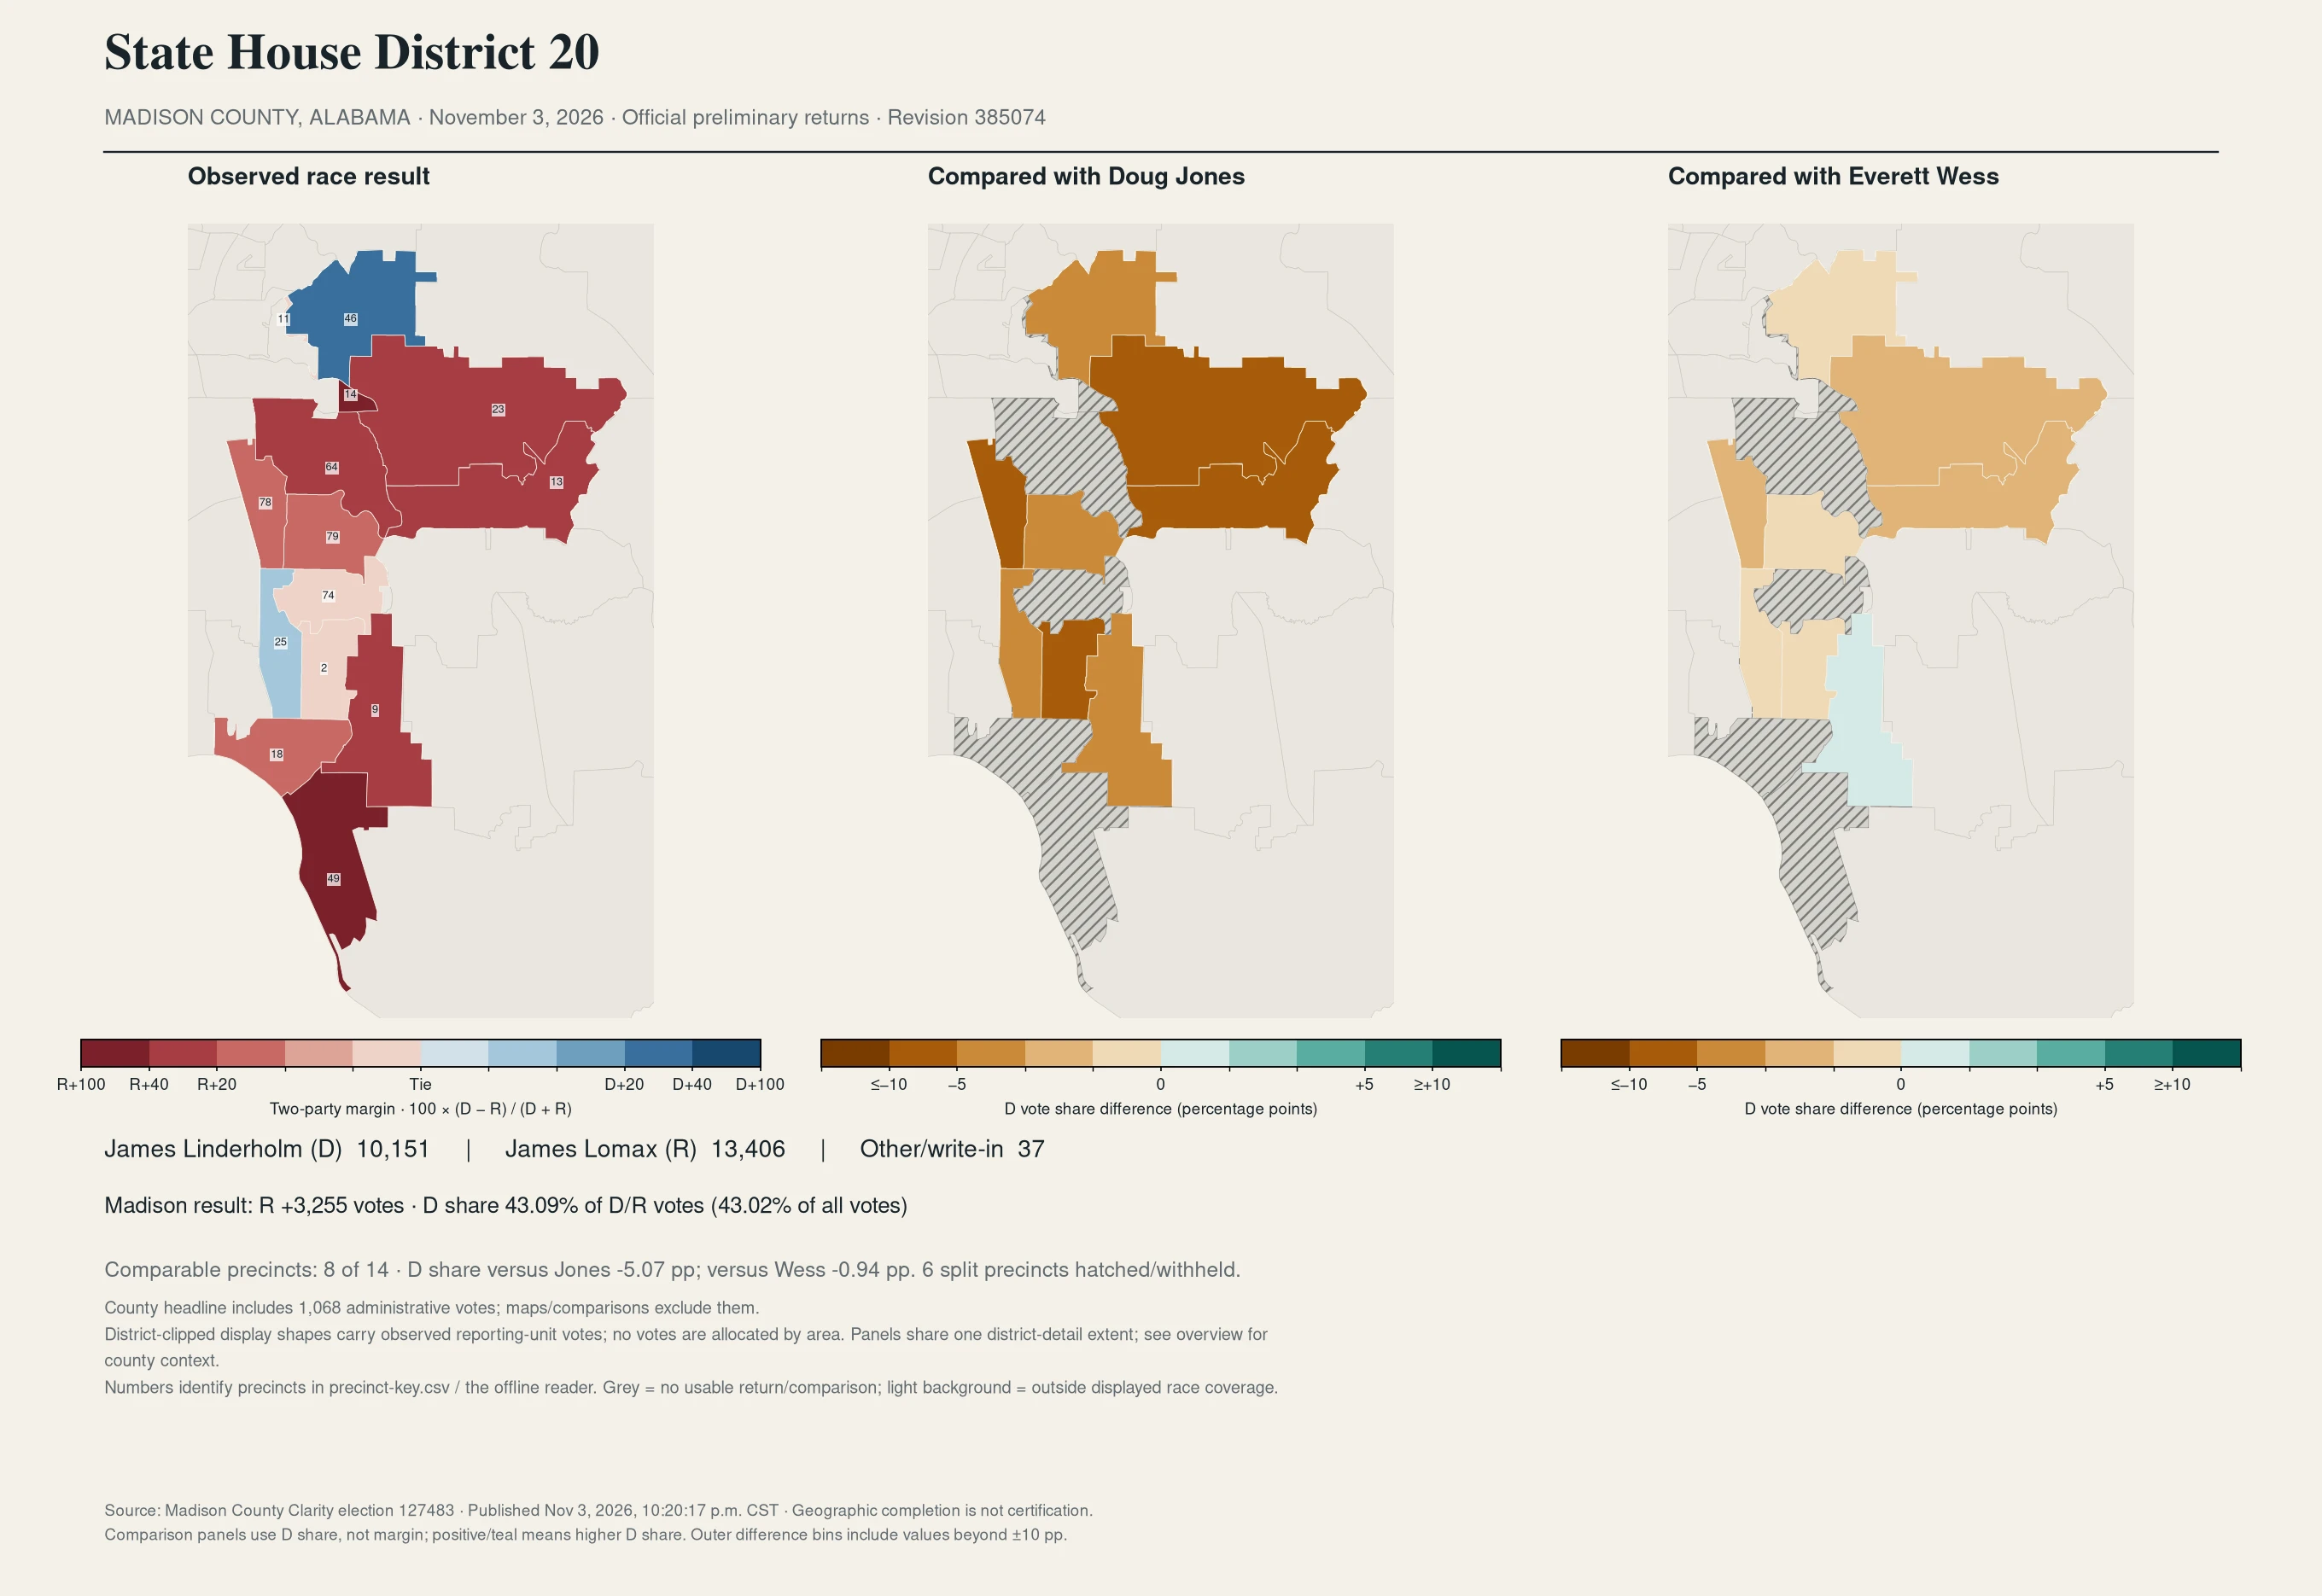 State House District 20
MADISON COUNTY, ALABAMA · November 3, 2026 · Official preliminary returns · Revision 385074
Observed race result
Compared with Doug Jones
Compared with Everett Wess
11
46
14
23
64
13
78
79
74
25
2
9
18
49
R+100 R+40 R+20 Tie D+20 D+40 D+100
Two-party margin · 100 × (D − R) / (D + R)
≤−10 −5 0 +5 ≥+10
D vote share difference (percentage points)
≤−10 −5 0 +5 ≥+10
D vote share difference (percentage points)
James Linderholm (D) 10,151 | James Lomax (R) 13,406 | Other/write-in 37
Madison result: R +3,255 votes · D share 43.09% of D/R votes (43.02% of all votes)
Comparable precincts: 8 of 14 · D share versus Jones -5.07 pp; versus Wess -0.94 pp. 6 split precincts hatched/withheld.
County headline includes 1,068 administrative votes; maps/comparisons exclude them.
District-clipped display shapes carry observed reporting-unit votes; no votes are allocated by area. Panels share one district-detail extent; see overview for
county context.
Numbers identify precincts in precinct-key.csv / the offline reader. Grey = no usable return/comparison; light background = outside displayed race coverage.
Source: Madison County Clarity election 127483 · Published Nov 3, 2026, 10:20:17 p.m. CST · Geographic completion is not certification.
Comparison panels use D share, not margin; positive/teal means higher D share. Outer difference bins include values beyond ±10 pp.